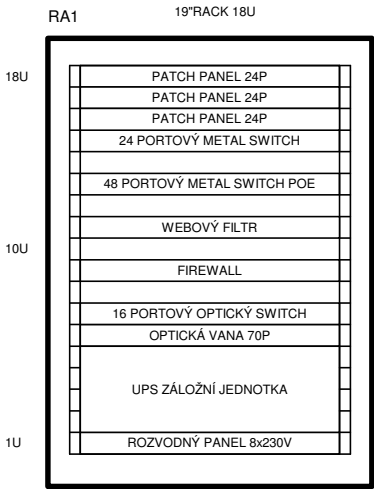 RA1
19"RACK 18U
18U
PATCH PANEL 24P
PATCH PANEL 24P
PATCH PANEL 24P
24 PORTOVÝ METAL SWITCH
48 PORTOVÝ METAL SWITCH POE
WEBOVÝ FILTR
10U
FIREWALL
16 PORTOVÝ OPTICKÝ SWITCH
OPTICKÁ VANA 70P
UPS ZÁLOŽNÍ JEDNOTKA
1U
ROZVODNÝ PANEL 8x230V